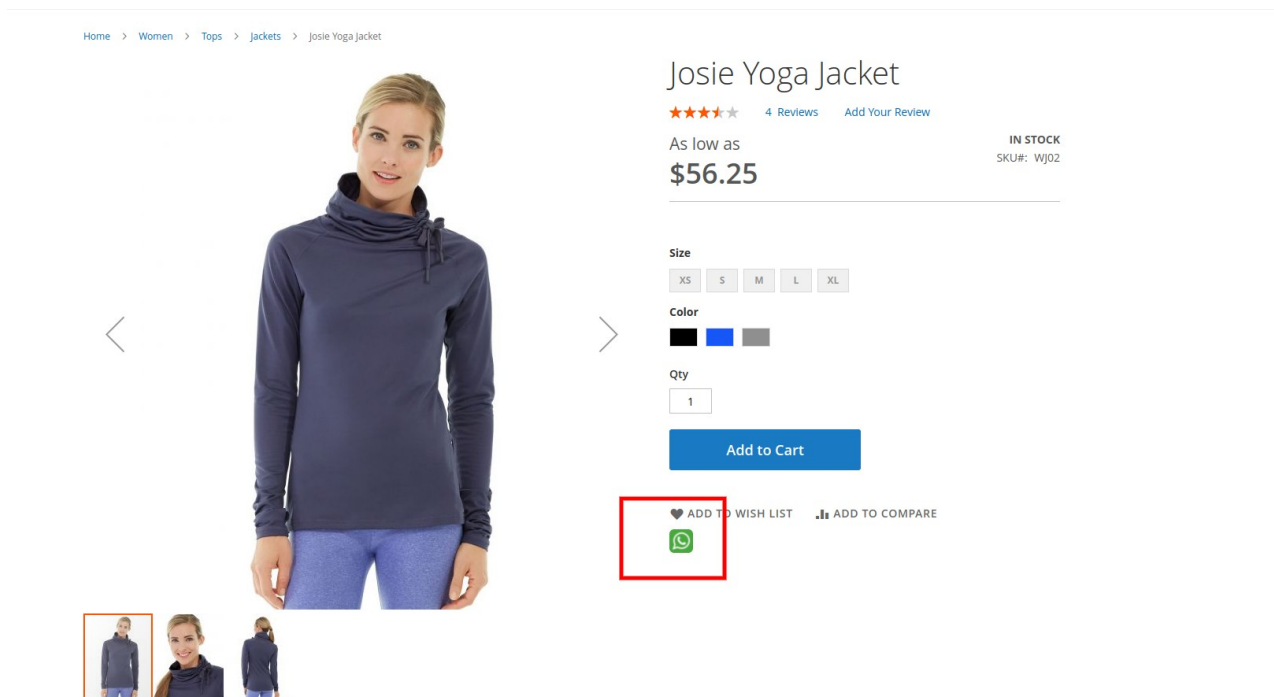 Home > Women > Tops > Jackets > Josie Yoga Jacket
Josie Yoga Jacket
4 Reviews Add Your Review
As low as
$56.25
IN STOCK
SKU#: WJ02
Size
XS S M L XL
Color
Qty
1
Add to Cart
ADD TO WISH LIST ADD TO COMPARE